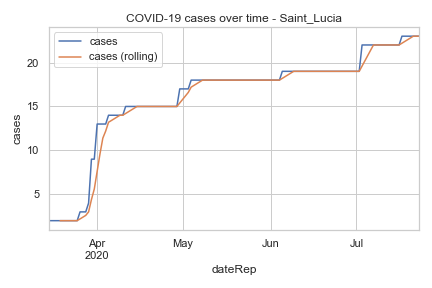 COVID-19 cases over time - Saint_Lucia
cases
cases (rolling)
cases
20
15
10
5
Apr
2020
May
Jun
Jul
dateRep